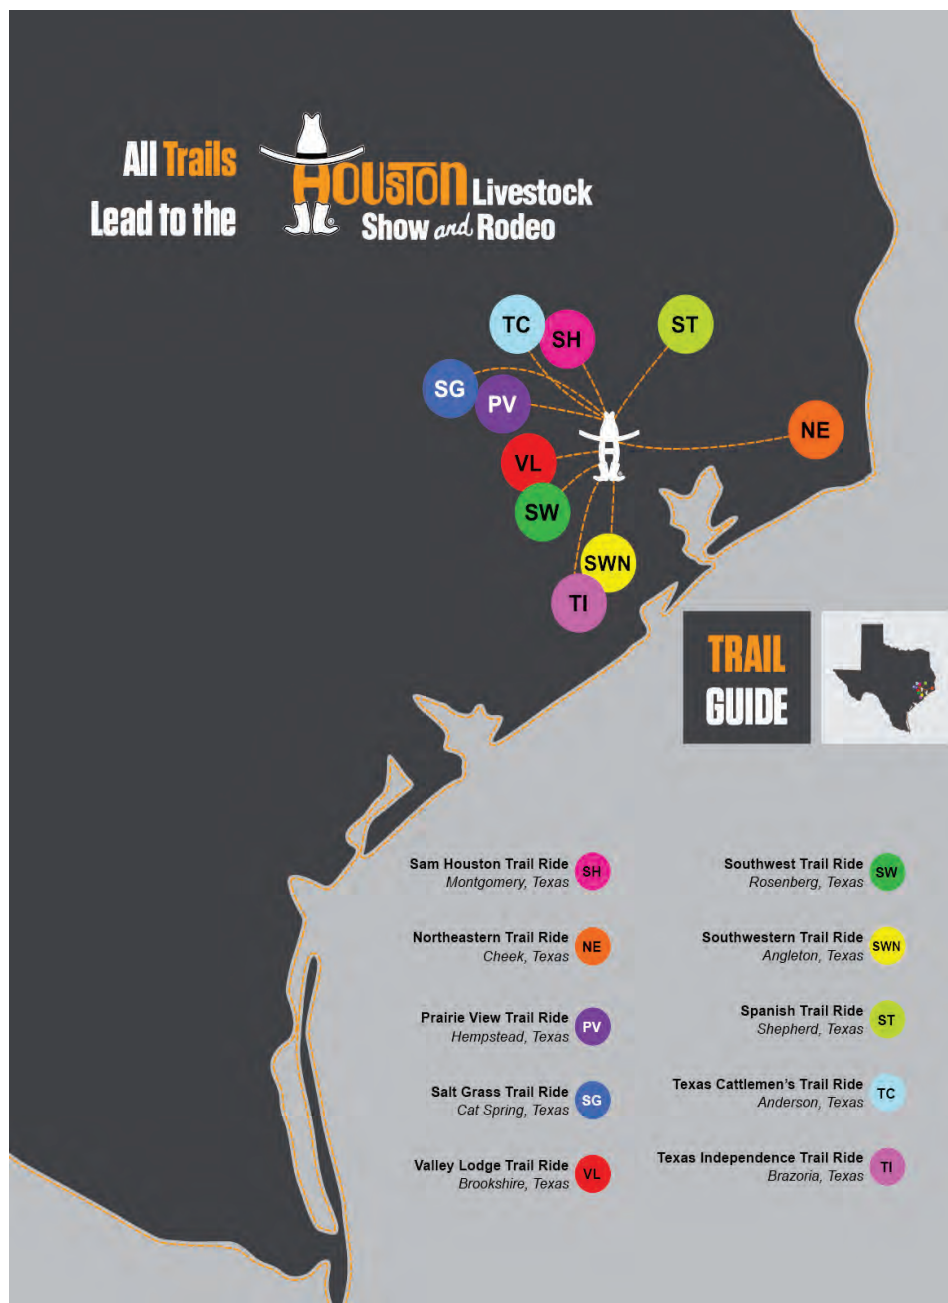 All Trails
Lead to the
HOUSTON Livestock
Show and Rodeo
®
TC
SH
ST
SG
PV
NE
VL
SW
SWN
TI
TRAIL
GUIDE
Sam Houston Trail Ride
Montgomery, Texas
SH
Northeastern Trail Ride
Cheek, Texas
NE
Prairie View Trail Ride
Hempstead, Texas
PV
Salt Grass Trail Ride
Cat Spring, Texas
SG
Valley Lodge Trail Ride
Brookshire, Texas
VL
Southwest Trail Ride
Rosenberg, Texas
SW
Southwestern Trail Ride
Angleton, Texas
SWN
Spanish Trail Ride
Shepherd, Texas
ST
Texas Cattlemen's Trail Ride
Anderson, Texas
TC
Texas Independence Trail Ride
Brazoria, Texas
TI